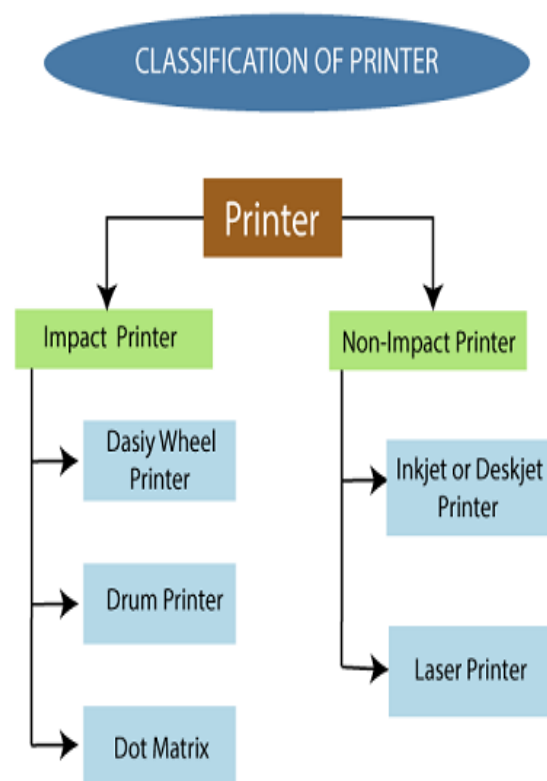 CLASSIFICATION OF PRINTER
Printer
Impact Printer
Non-Impact Printer
Dasiy Wheel
Printer
Inkjet or Deskjet
Printer
Drum Printer
Laser Printer
Dot Matrix